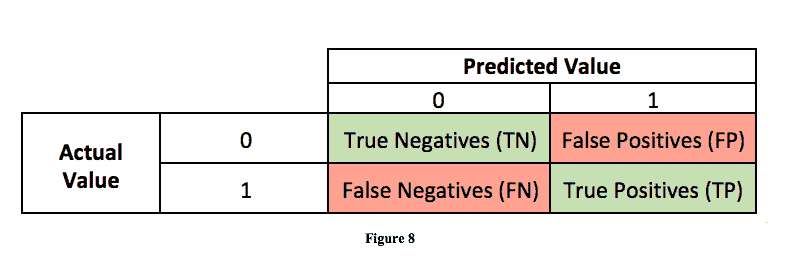 Predicted Value
0 1
Actual Value
0 True Negatives (TN) False Positives (FP)
1 False Negatives (FN) True Positives (TP)
Figure 8